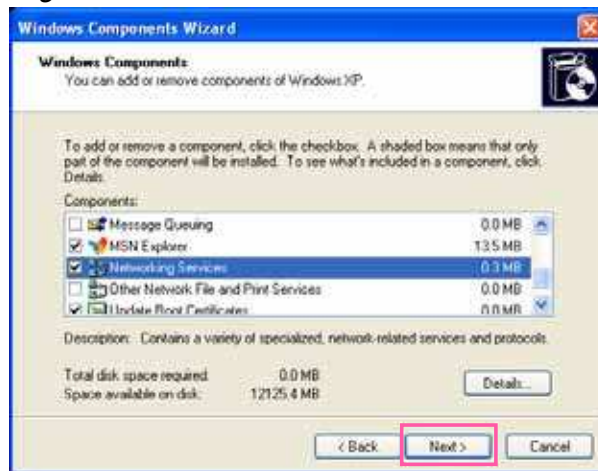 Windows Components Wizard
Windows Components
You can add or remove components of Windows XP.
To add or remove a component, click the checkbox. A shaded box means that only
part of the component will be installed. To see what's included in a component, click
Details.
Components:
Message Queuing 0.0 MB
MSN Explorer 13.5 MB
Networking Services 0.3 MB
Other Network File and Print Services 0.0 MB
Update Root Certificates 0.0 MB
Description: Contains a variety of specialized, network-related services and protocols.
Total disk space required: 0.0 MB
Space available on disk: 12125.4 MB
Details...
< Back Next > Cancel